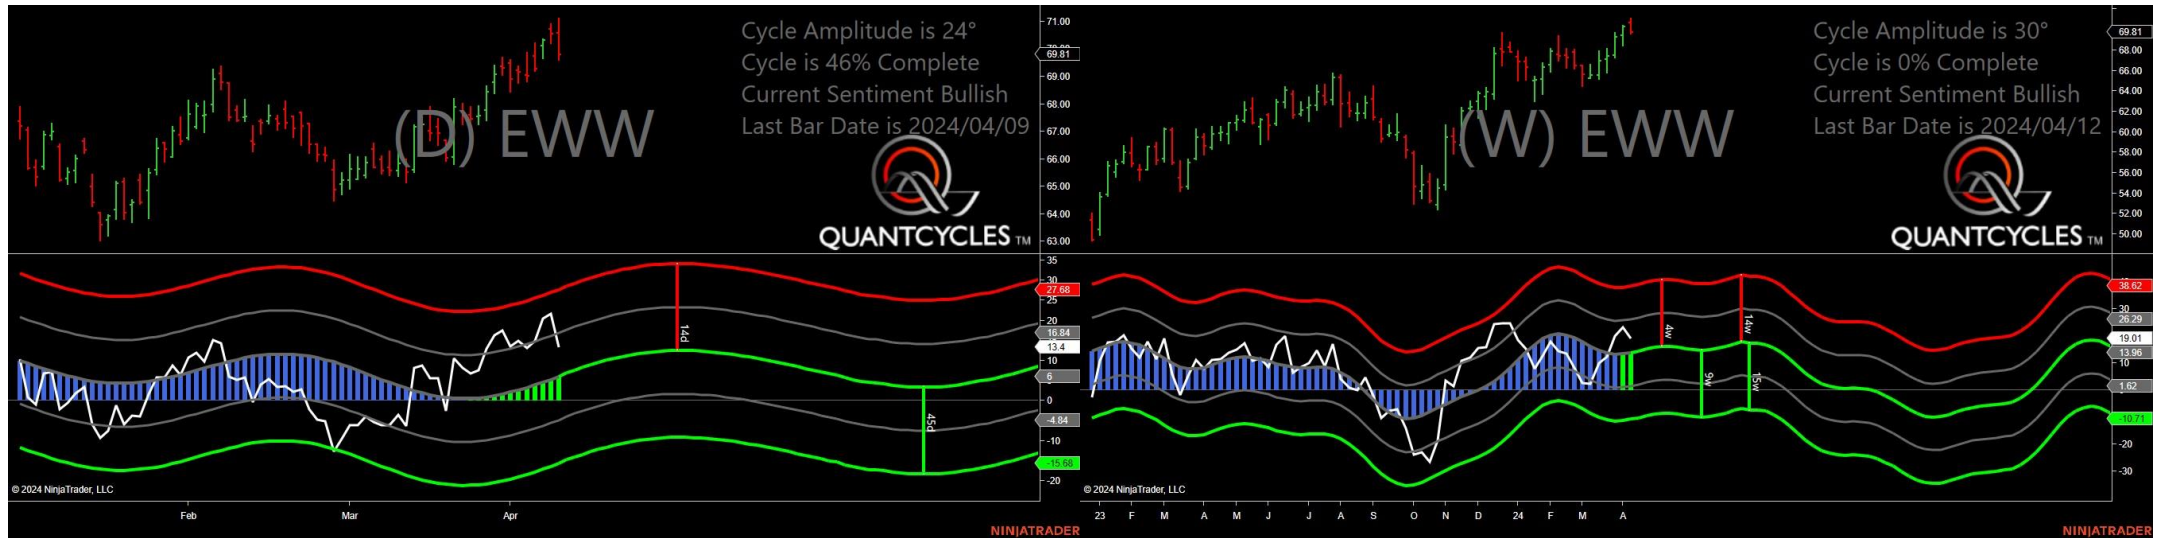 Cycle Amplitude is 24°
Cycle is 46% Complete
Current Sentiment Bullish
Last Bar Date is 2024/04/09
(D) EWW
QUANTCYCLES TM
71.00
69.81
69.00
68.00
67.00
66.00
65.00
64.00
63.00
35
30
27.68
25
20
16.84
13.4
10
6
0
-4.84
-10
-15.68
-20
14d
45d
© 2024 NinjaTrader, LLC
Feb Mar Apr
NINJATRADER
Cycle Amplitude is 30°
Cycle is 0% Complete
Current Sentiment Bullish
Last Bar Date is 2024/04/12
(W) EWW
QUANTCYCLES TM
69.81
68.00
66.00
64.00
62.00
60.00
58.00
56.00
54.00
52.00
50.00
38.62
30
26.29
19.01
13.96
10
1.62
-10.71
-20
-30
4w
14w
9w
15w
© 2024 NinjaTrader, LLC
23 F M A M J J A S O N D 24 F M A
NINJATRADER